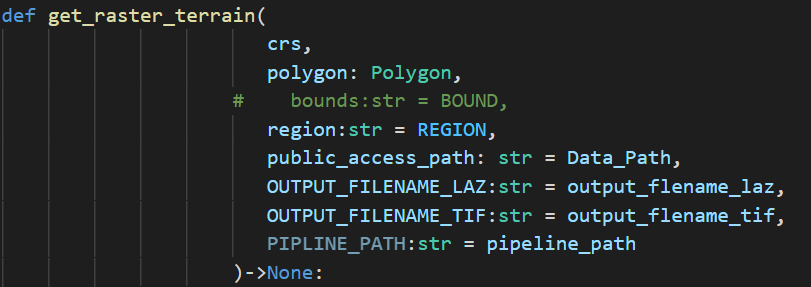 def get_raster_terrain(
crs,
polygon: Polygon,
# bounds:str = BOUND,
region:str = REGION,
public_access_path: str = Data_Path,
OUTPUT_FILENAME_LAZ:str = output_flename_laz,
OUTPUT_FILENAME_TIF:str = output_flename_tif,
PIPLINE_PATH:str = pipeline_path
)->None: